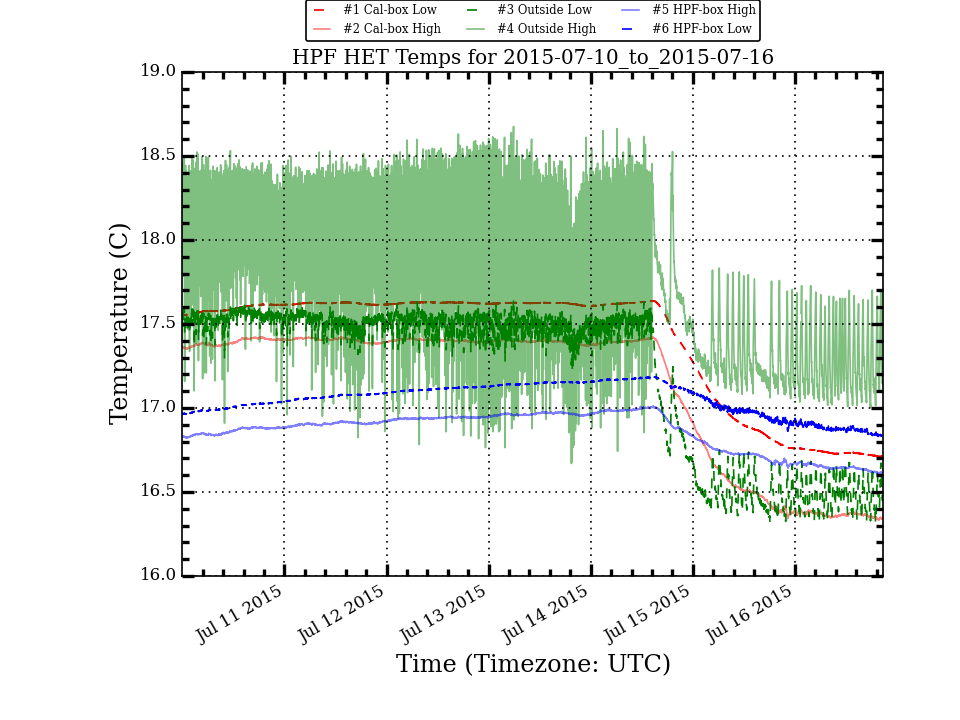 #1 Cal-box Low #3 Outside Low #5 HPF-box High
#2 Cal-box High #4 Outside High #6 HPF-box Low
HPF HET Temps for 2015-07-10_to_2015-07-16
19.0
18.5
18.0
17.5
17.0
16.5
16.0
Temperature (C)
Jul 11 2015 Jul 12 2015 Jul 13 2015 Jul 14 2015 Jul 15 2015 Jul 16 2015
Time (Timezone: UTC)